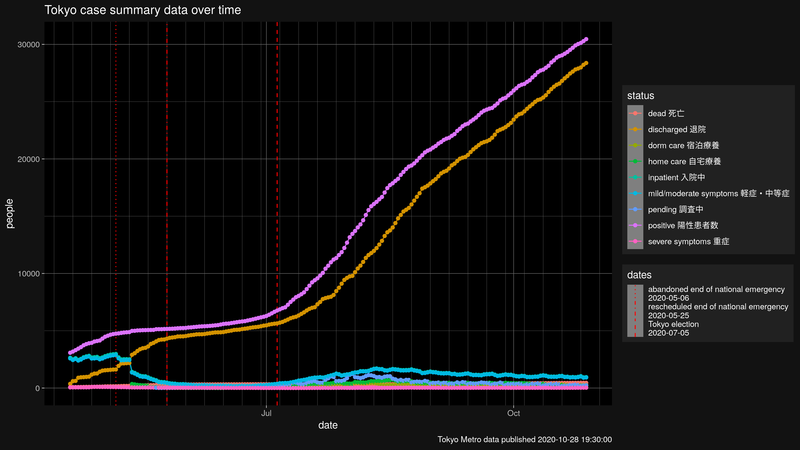 Tokyo case summary data over time
30000
20000
10000
0
people
Jul
Oct
date
Tokyo Metro data published 2020-10-28 19:30:00
status
dead 死亡
discharged 退院
dorm care 宿泊療養
home care 自宅療養
inpatient 入院中
mild/moderate symptoms 軽症・中等症
pending 調査中
positive 陽性患者数
severe symptoms 重症
dates
abandoned end of national emergency
2020-05-06
rescheduled end of national emergency
2020-05-25
Tokyo election
2020-07-05